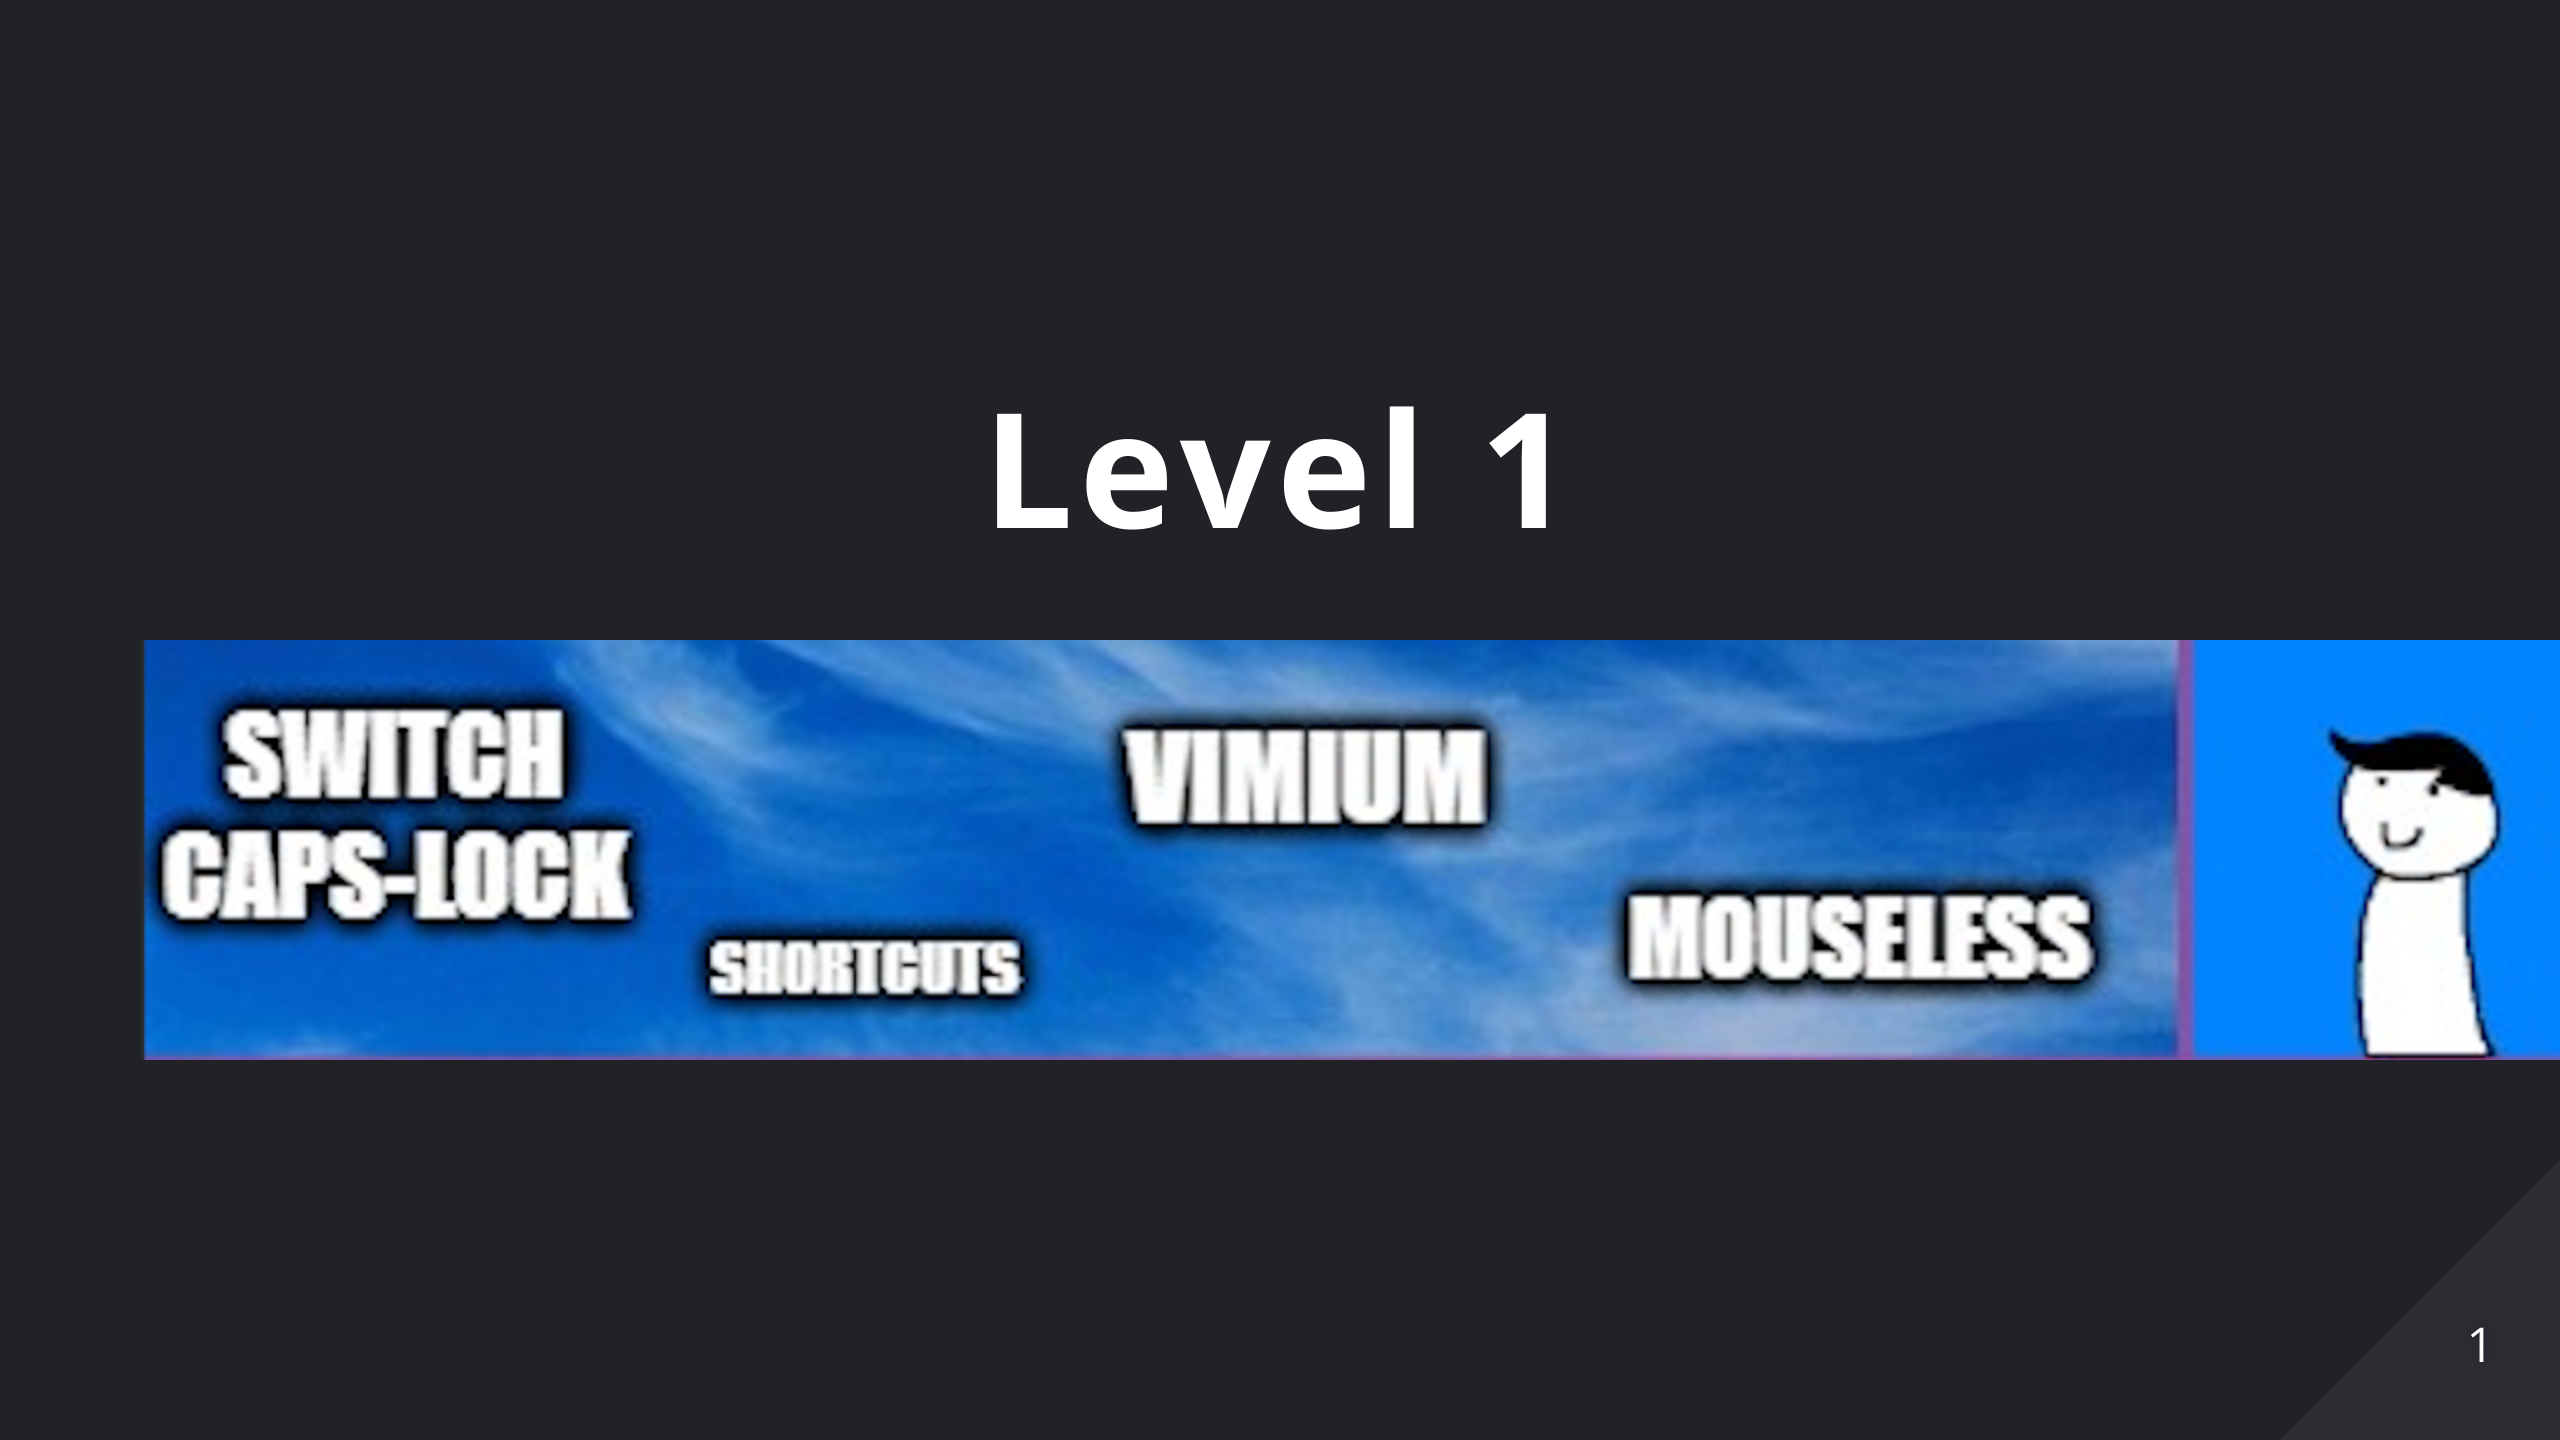 Level 1
SWITCH
CAPS-LOCK
SHORTCUTS
VIMIUM
MOUSELESS
1